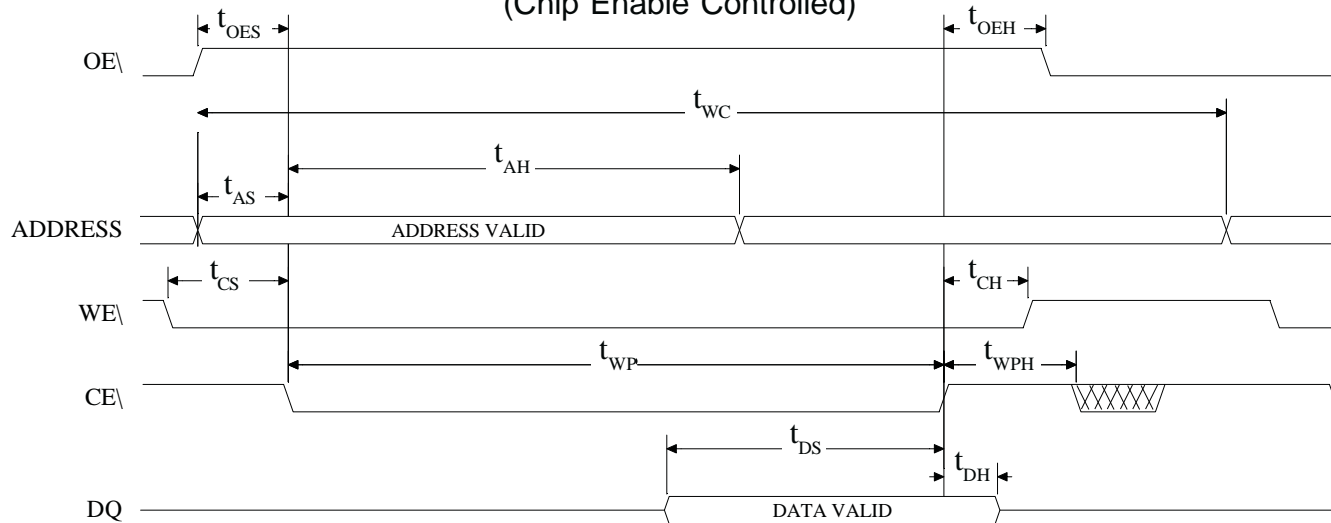 (Chip Enable Controlled)
tOES
tOEH
OE\
tWC
tAH
tAS
ADDRESS
ADDRESS VALID
tCS
tCH
WE\
tWP
tWPH
CE\
tDS
tDH
DQ
DATA VALID